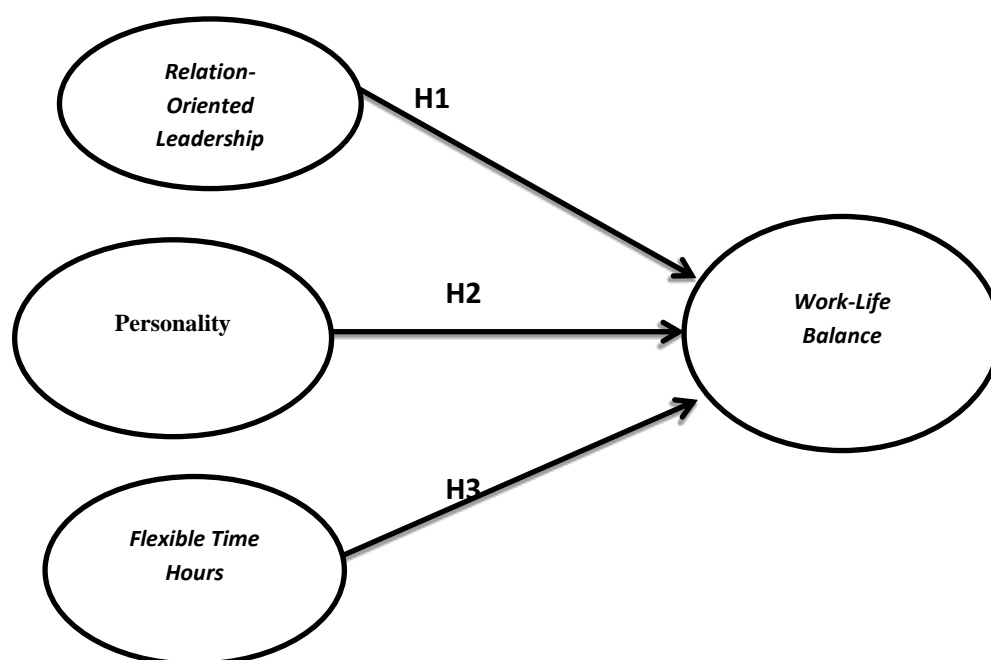 Relation-
Oriented
Leadership
H1
Personality
H2
Work-Life
Balance
H3
Flexible Time
Hours